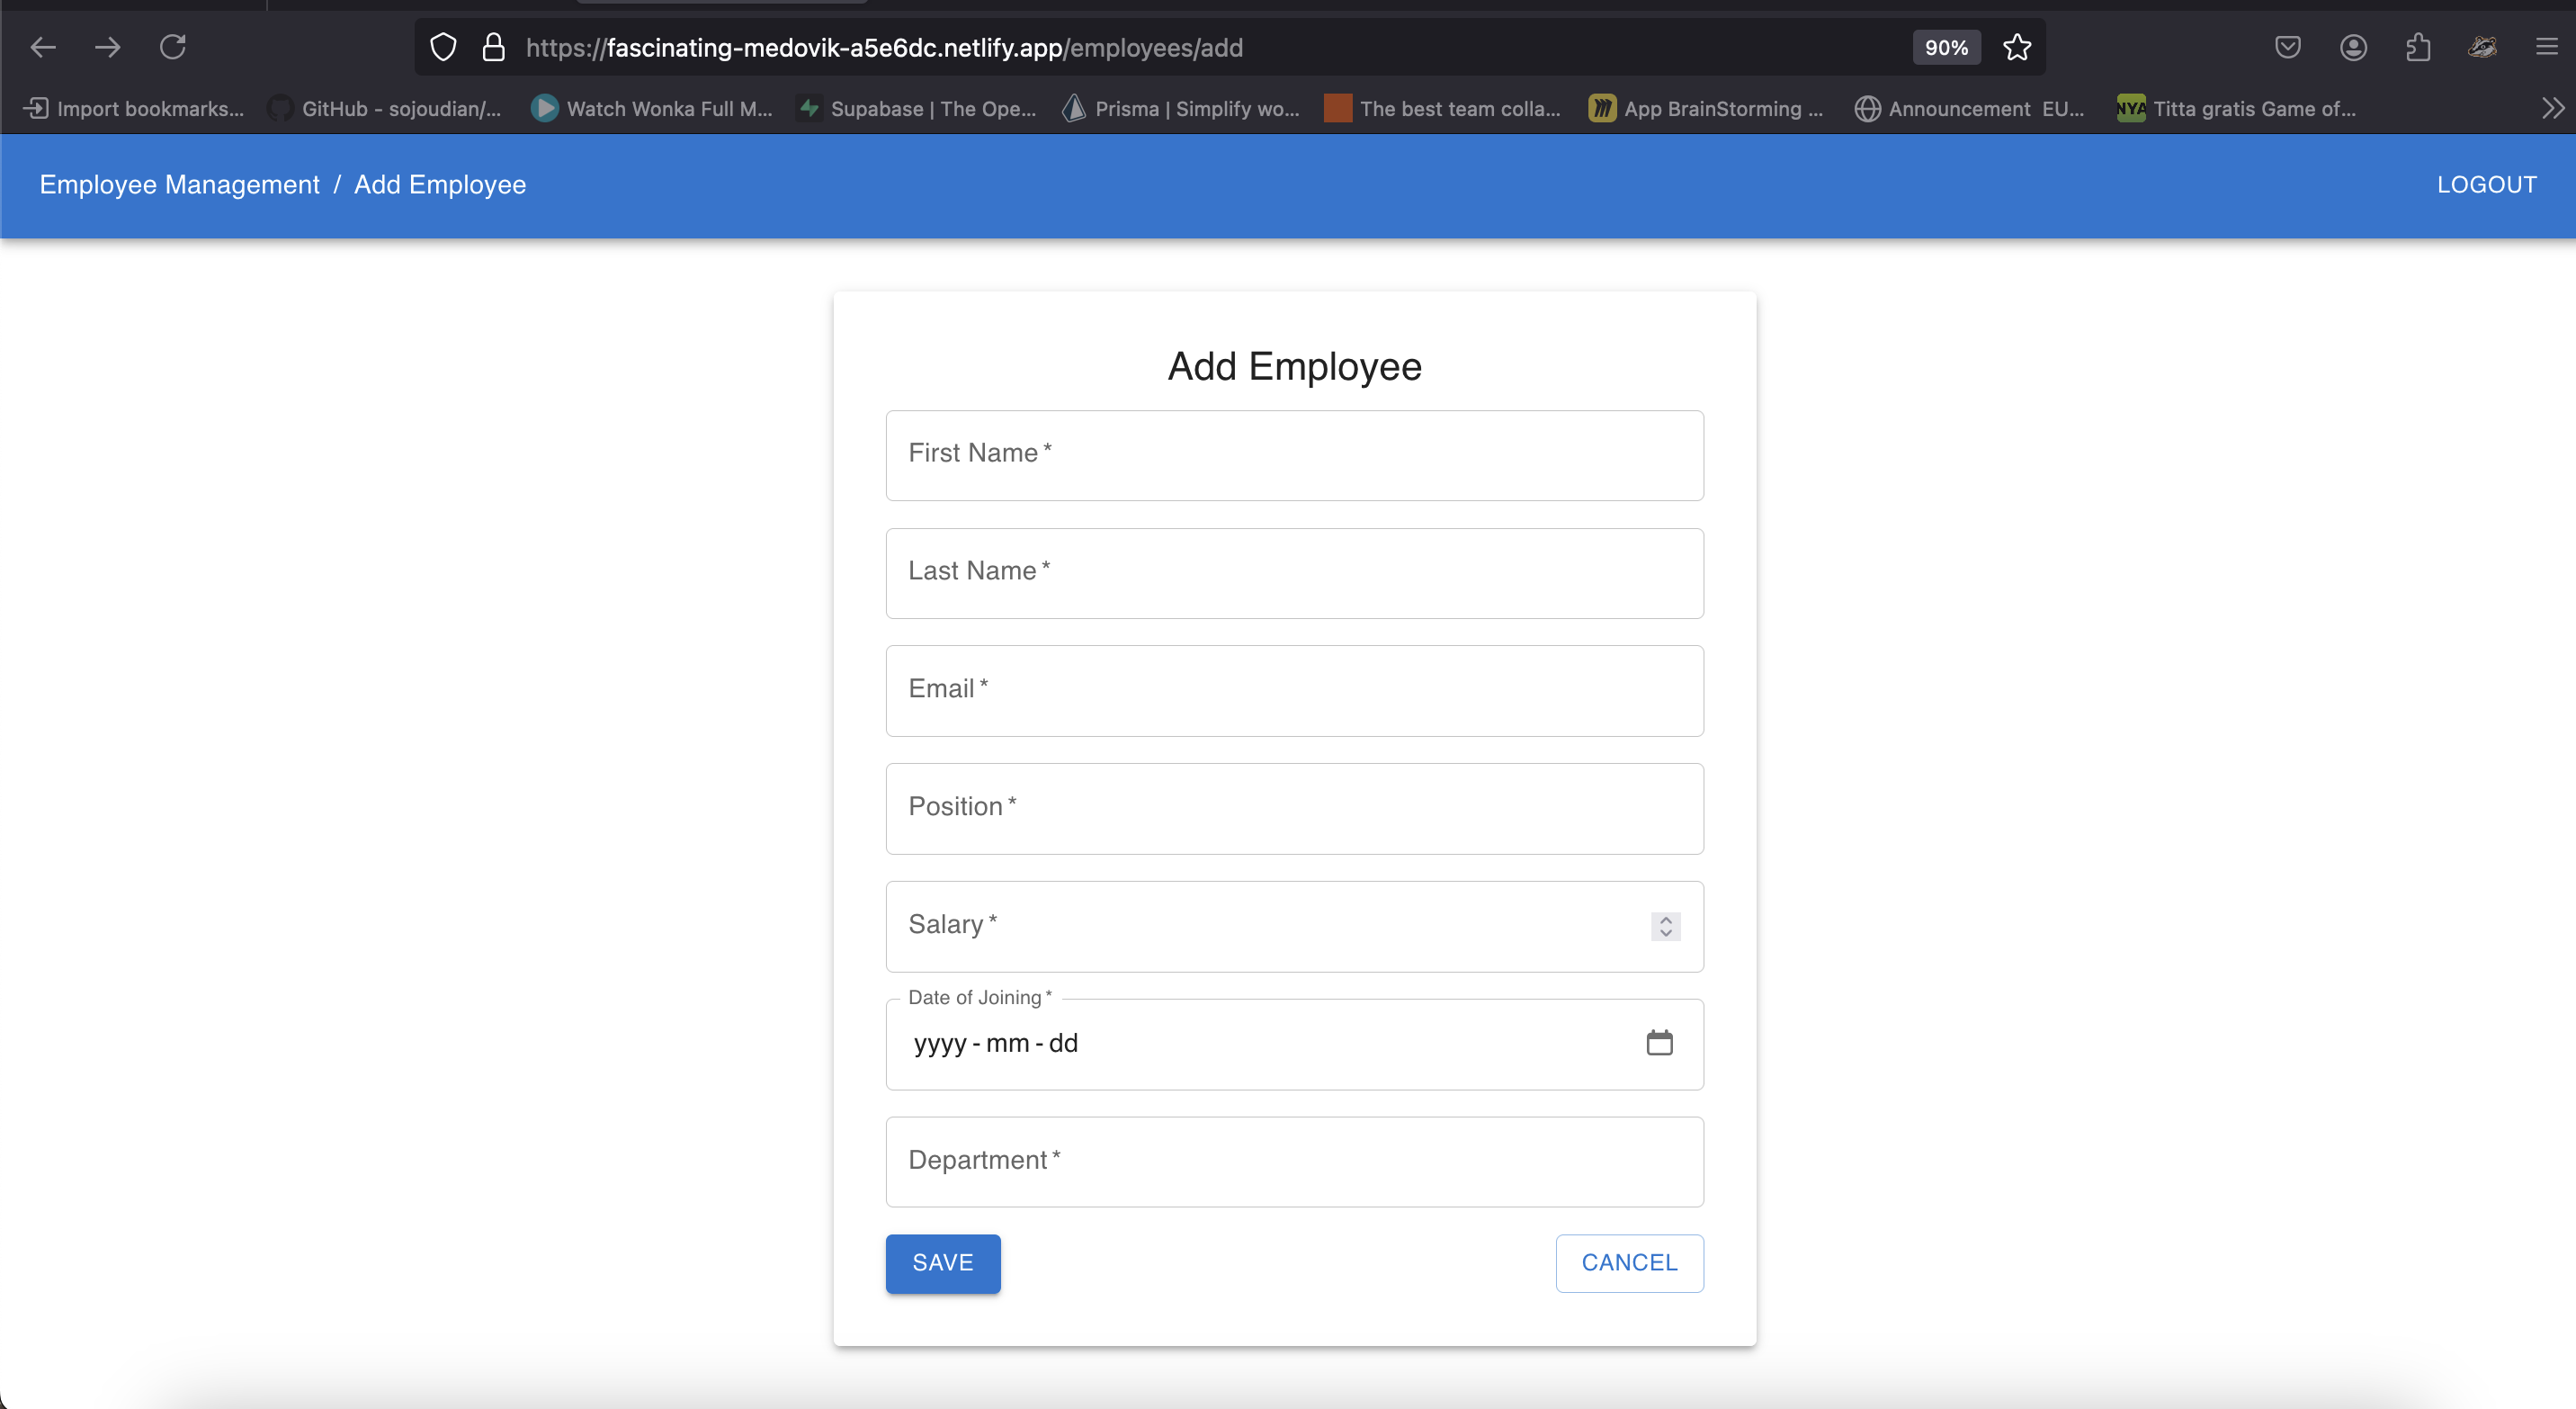 https://fascinating-medovik-a5e6dc.netlify.app/employees/add
90%
Import bookmarks... GitHub - sojoudian/... Watch Wonka Full M... Supabase | The Ope... Prisma | Simplify wo... The best team colla... App BrainStorming ... Announcement EU... NYA Titta gratis Game of...
Employee Management / Add Employee
LOGOUT
Add Employee
First Name *
Last Name *
Email *
Position *
Salary *
Date of Joining *
yyyy - mm - dd
Department *
SAVE
CANCEL